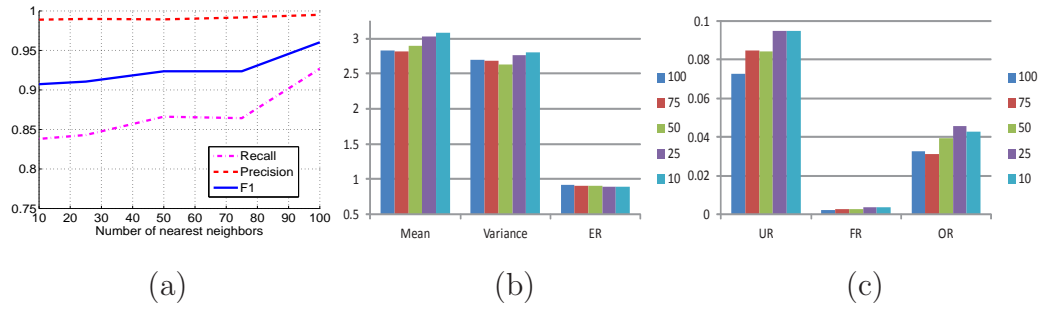 1
0.95
0.9
0.85
0.8
0.75
10 20 30 40 50 60 70 80 90 100
Number of nearest neighbors
Recall
Precision
F1
(a)
3
2.5
2
1.5
1
0.5
Mean Variance ER
100
75
50
25
10
(b)
0.1
0.08
0.06
0.04
0.02
0
UR FR OR
100
75
50
25
10
(c)